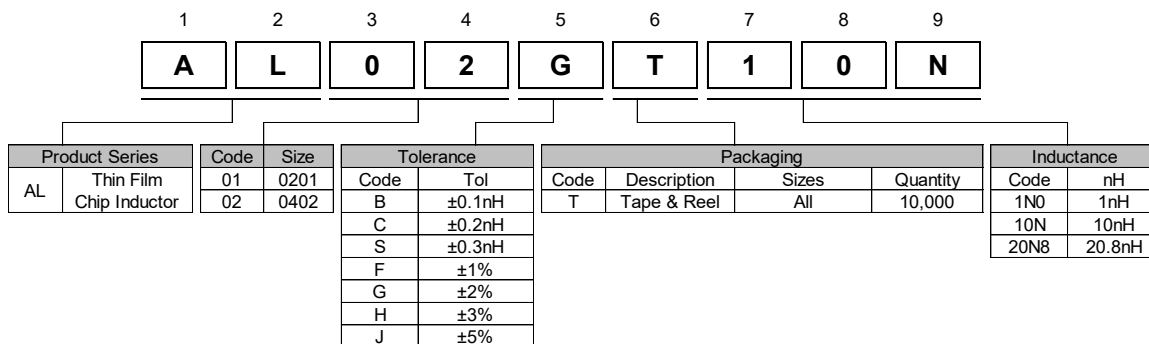 1 2 3 4 5 6 7 8 9
A L 0 2 G T 1 0 N
Product Series
AL Thin Film Chip Inductor
Code Size
01 0201
02 0402
Tolerance
Code Tol
B ±0.1nH
C ±0.2nH
S ±0.3nH
F ±1%
G ±2%
H ±3%
J ±5%
Packaging
Code Description Sizes Quantity
T Tape & Reel All 10,000
Inductance
Code nH
1N0 1nH
10N 10nH
20N8 20.8nH